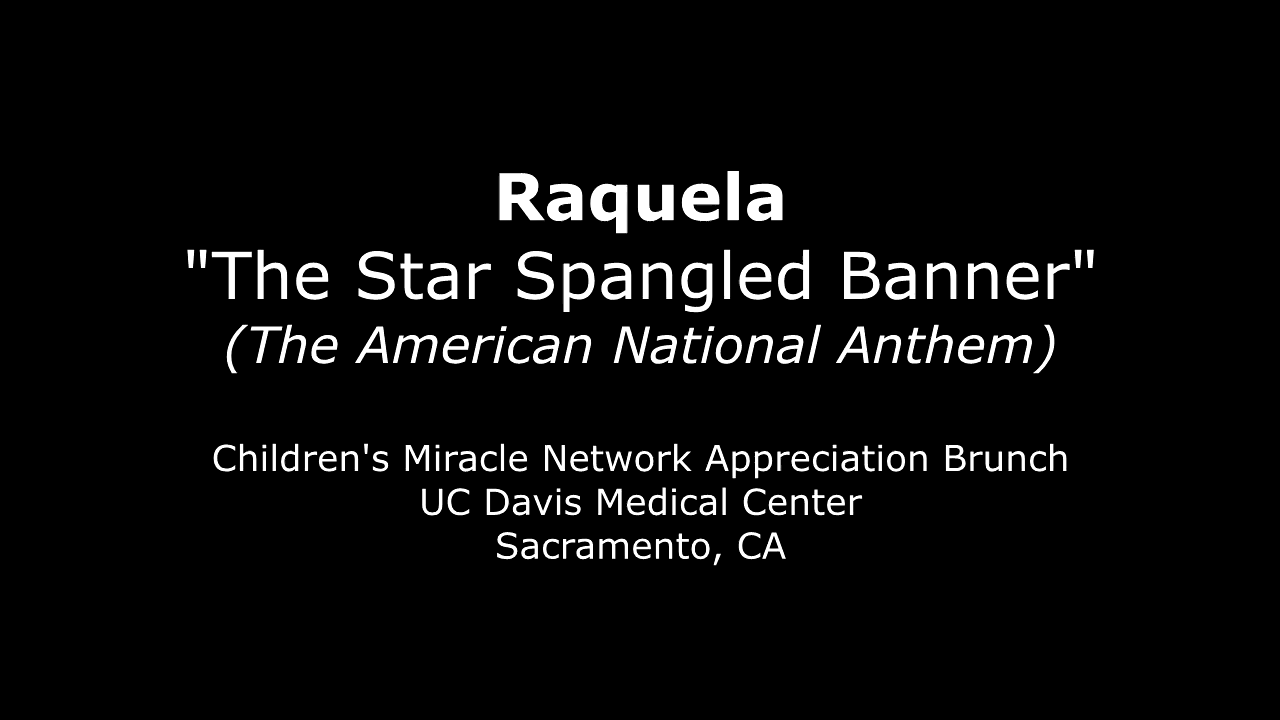 Raquela
"The Star Spangled Banner"
(The American National Anthem)
Children's Miracle Network Appreciation Brunch
UC Davis Medical Center
Sacramento, CA